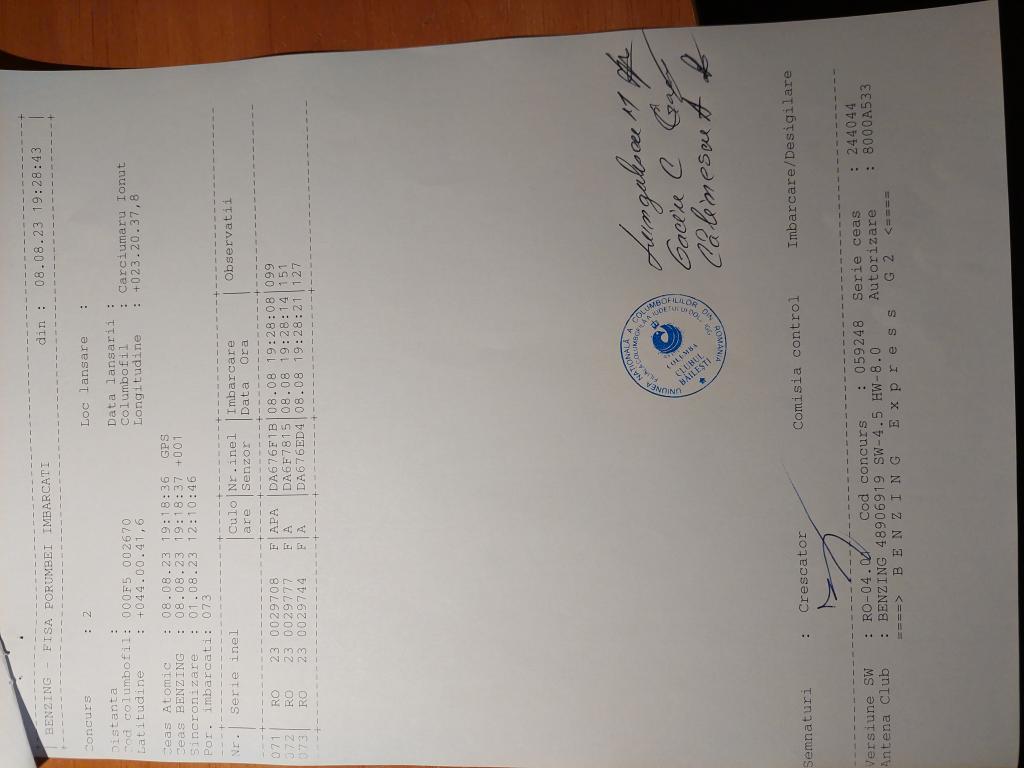 BENZING - FISA PORUMBEI IMBARCATI din : 08.08.23 19:28:43
Concurs : 2 Loc lansare :
Distanta : Data lansarii :
Cod columbofil: 000F5 002670 Columbofil : Carciumaru Ionut
Latitudine : +044.00.41,6 Longitudine : +023.20.37,8
Ceas Atomic : 08.08.23 19:18:36 GPS
Ceas BENZING : 08.08.23 19:18:37 +001
Sincronizare : 01.08.23 12:10:46
Por. imbarcati: 073
Nr.| Serie inel |Culo|Nr.inel |Imbarcare | Observatii
are |Senzor |Data Ora |
071| RO 23 0029708 F|APA |DA676F1B|08.08 19:28:08| 099
072| RO 23 0029777 F|A |DA6F7815|08.08 19:28:14| 151
073| RO 23 0029744 F|A |DA676ED4|08.08 19:28:21| 127
UNIUNEA NATIONALĂ A COLUMBOFILILOR DIN ROMANIA
COLUMBA
CLUBUL
BĂILEȘTI
Călimescu A
Semnaturi : Crescator Comisia control Imbarcare/Desigilare
Versiune SW : RO-04.00 Cod concurs : 059248 Serie ceas : 244044
Antena Club : BENZING 48900919 SW-4.5 HW-8.0 Autorizare : 8000A533
====> B E N Z I N G E x p r e s s G 2 <====